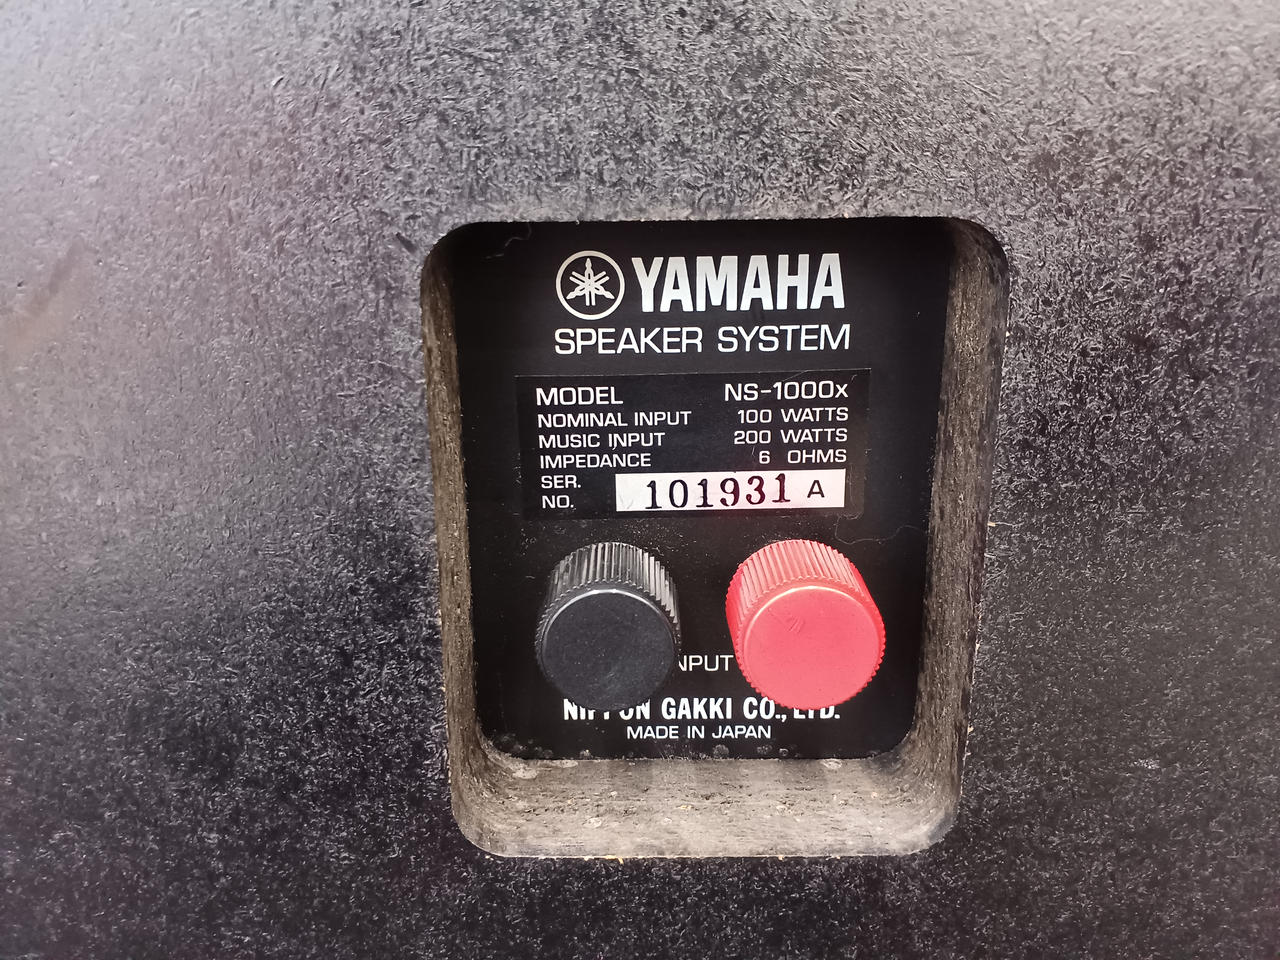 YAMAHA
SPEAKER SYSTEM
MODEL NS-1000x
NOMINAL INPUT 100 WATTS
MUSIC INPUT 200 WATTS
IMPEDANCE 6 OHMS
SER.
NO. 101931 A
INPUT
NIPPON GAKKI CO., LTD.
MADE IN JAPAN